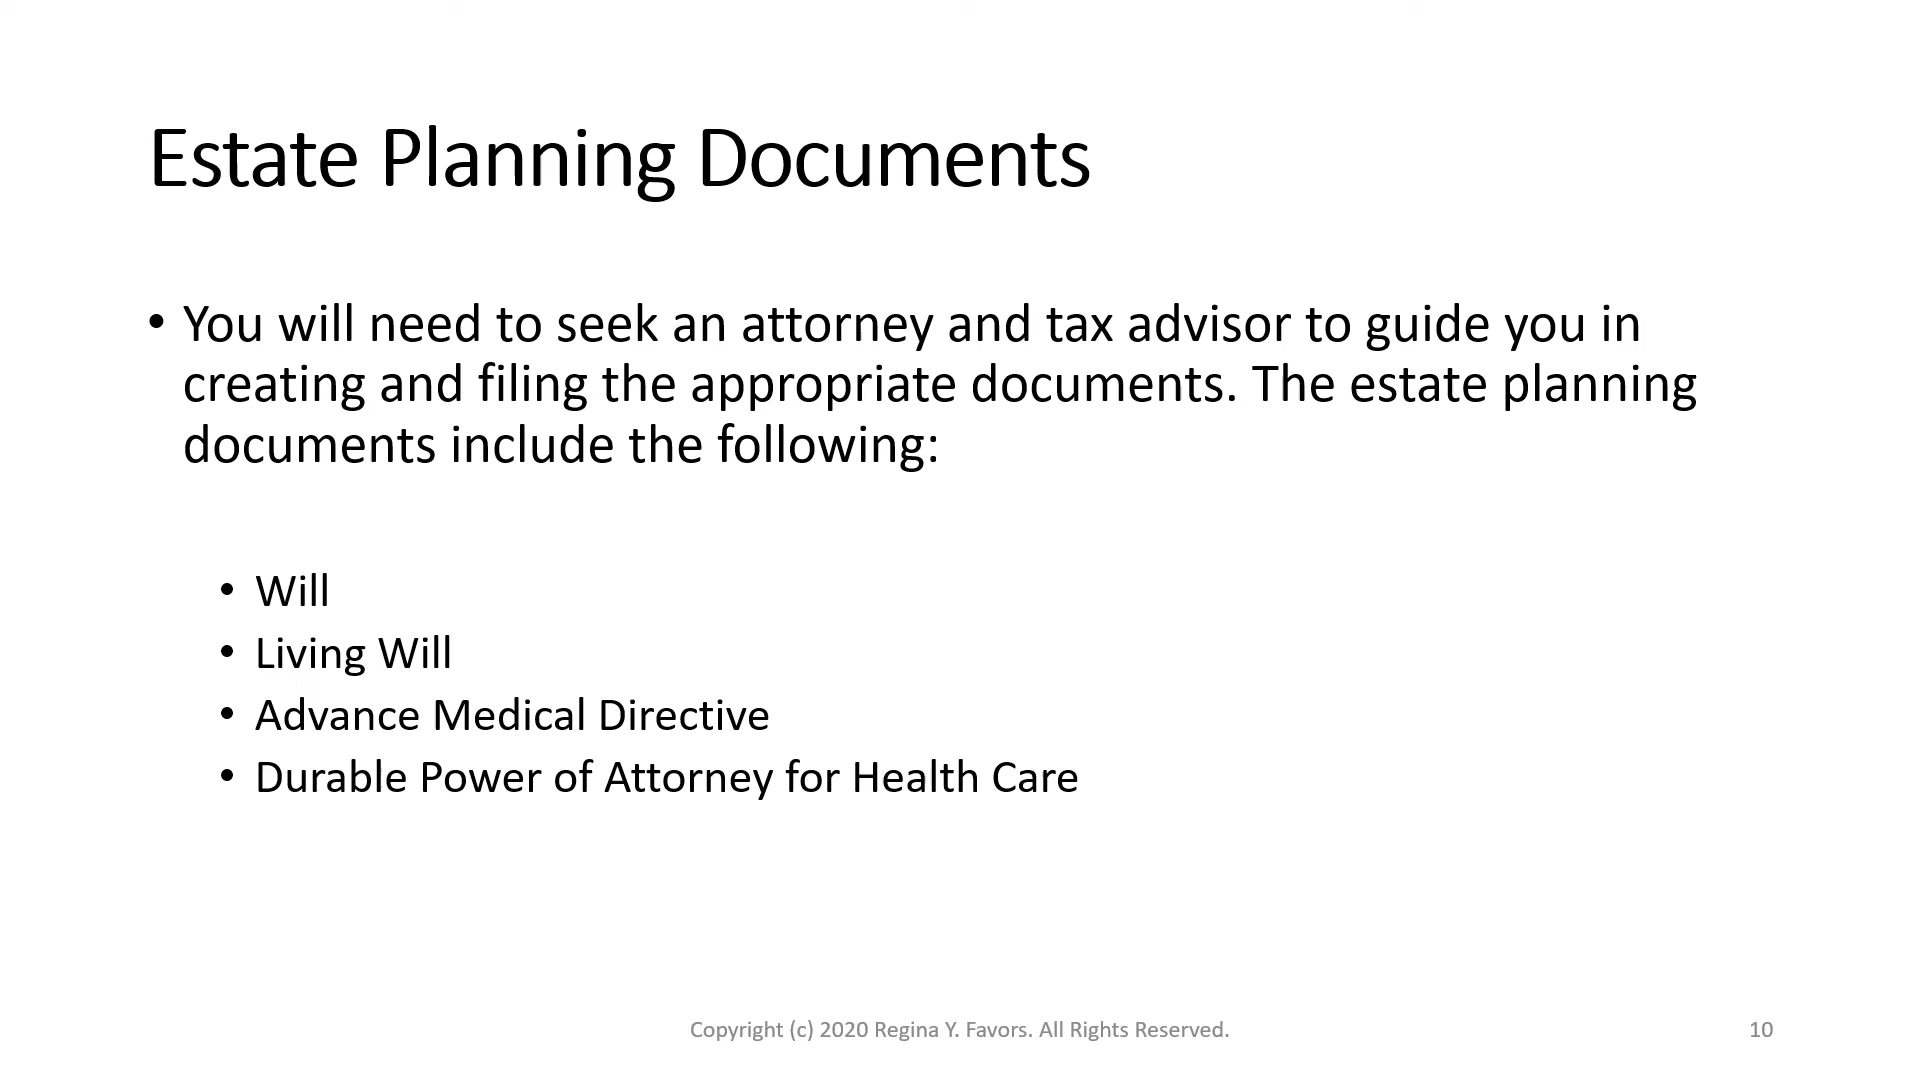 Estate Planning Documents
• You will need to seek an attorney and tax advisor to guide you in
creating and filing the appropriate documents. The estate planning
documents include the following:
• Will
• Living Will
• Advance Medical Directive
• Durable Power of Attorney for Health Care
Copyright (c) 2020 Regina Y. Favors. All Rights Reserved.
10